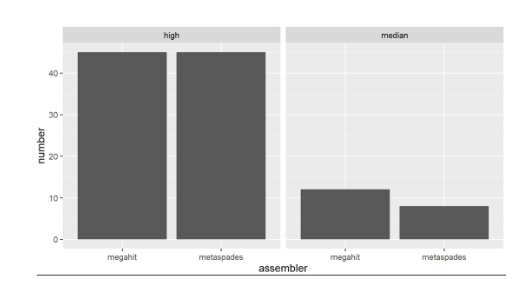 high median
number
40
30
20
10
0
megahit metaspades megahit metaspades
assembler